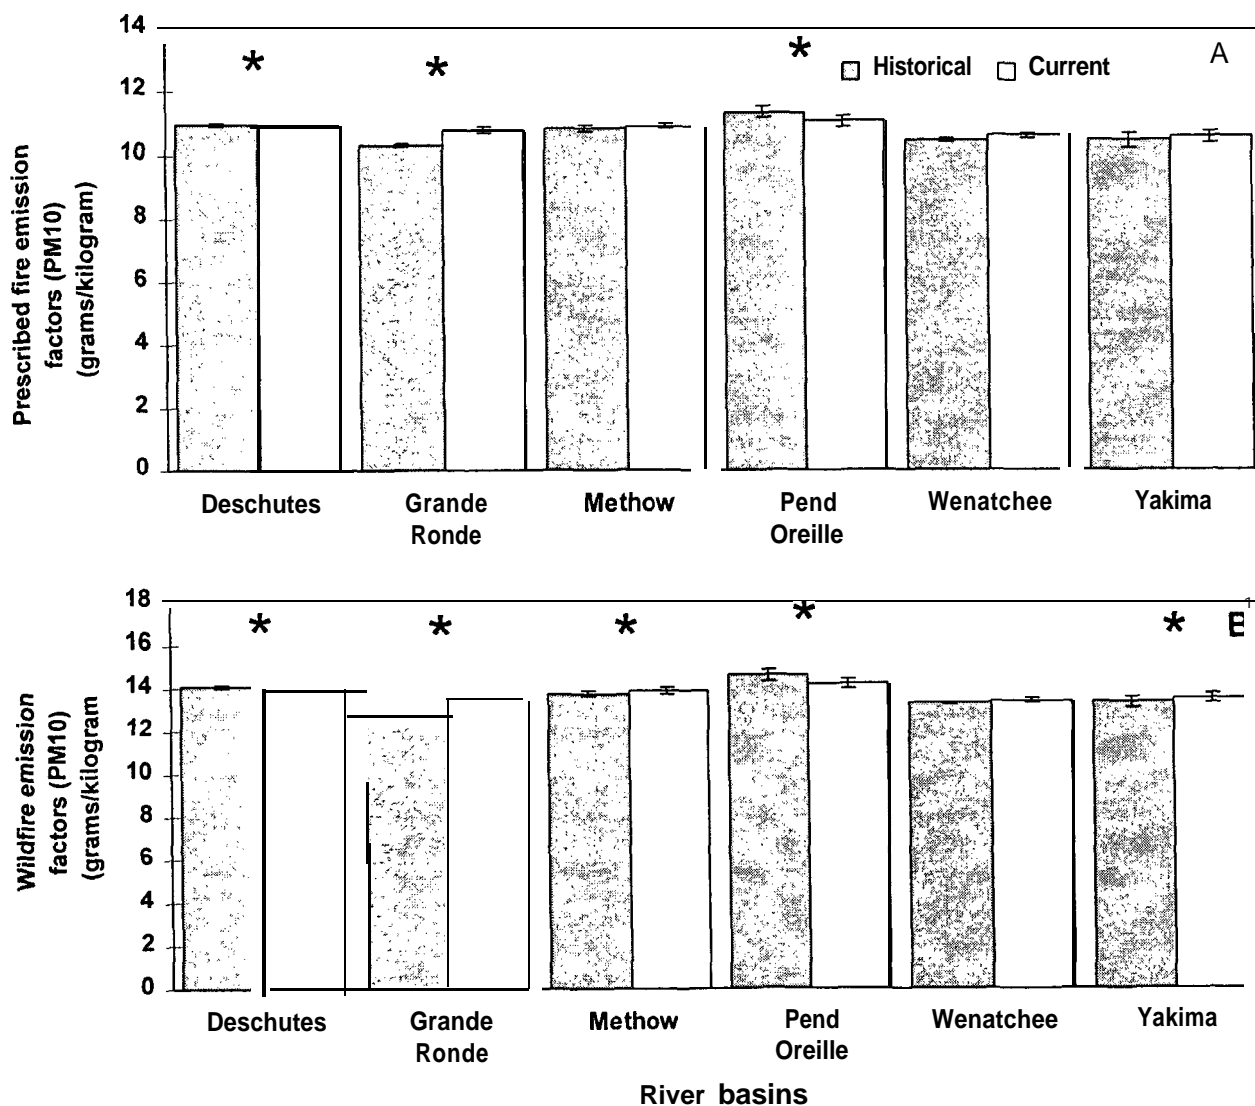 14
* * *
Historical Current A
12
10
8
6
4
2
0
Prescribed fire emission
factors (PM10)
(grams/kilogram)
Deschutes Grande Methow Pend Wenatchee Yakima
Ronde Oreille
18
* * * * * B
16
14
12
10
8
6
4
2
0
Wildfire emission
factors (PM10)
(grams/kilogram
Deschutes Grande Methow Pend Wenatchee Yakima
Ronde Oreille
River basins